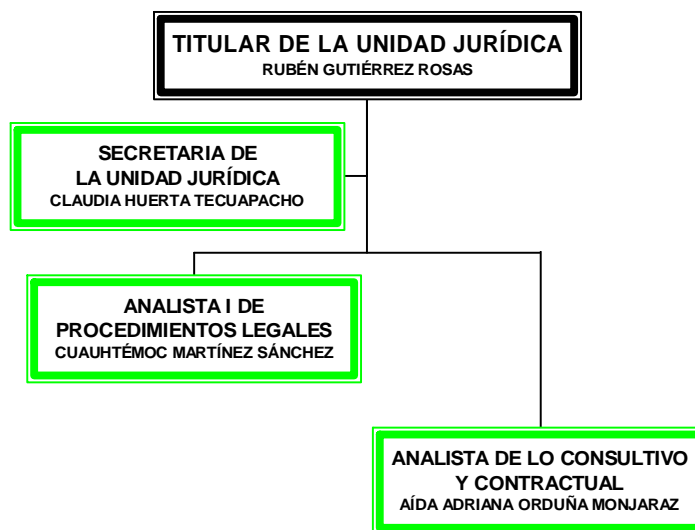 TITULAR DE LA UNIDAD JURÍDICA
RUBÉN GUTIÉRREZ ROSAS
SECRETARIA DE
LA UNIDAD JURÍDICA
CLAUDIA HUERTA TECUAPACHO
ANALISTA I DE
PROCEDIMIENTOS LEGALES
CUAUHTÉMOC MARTÍNEZ SÁNCHEZ
ANALISTA DE LO CONSULTIVO
Y CONTRACTUAL
AÍDA ADRIANA ORDUÑA MONJARAZ